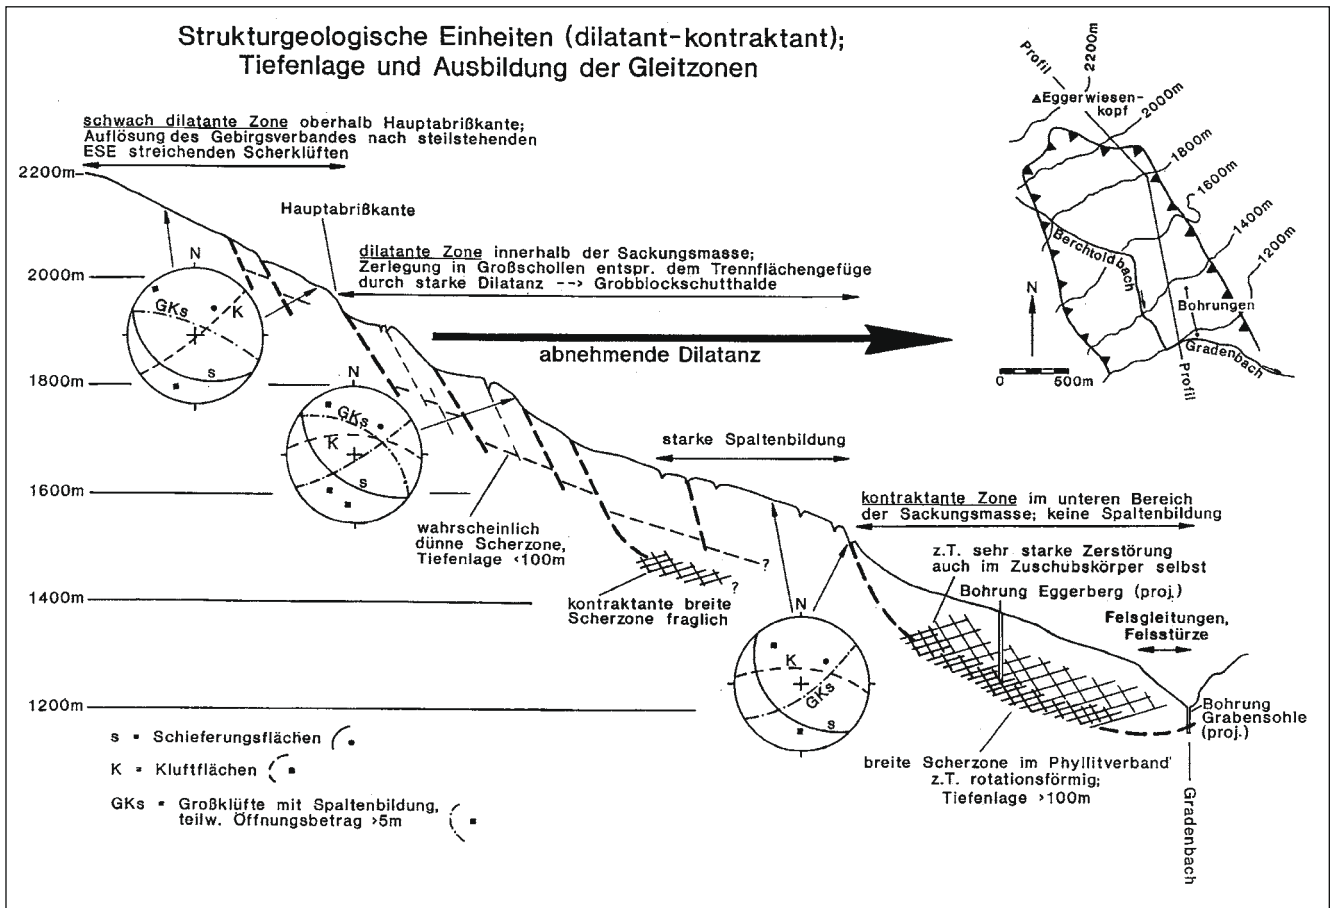 Strukturgeologische Einheiten (dilatant-kontraktant);
Tiefenlage und Ausbildung der Gleitzonen
schwach dilatante Zone oberhalb Hauptabrißkante;
Auflösung des Gebirgsverbandes nach steilstehenden
ESE streichenden Scherklüften
2200m
Hauptabrißkante
dilatante Zone innerhalb der Sackungsmasse;
Zerlegung in Großschollen entspr. dem Trennflächengefüge
durch starke Dilatanz --> Grobblockschutthalde
2000m
N
GKs
K
s
abnehmende Dilatanz
1800m
N
GKs
K
s
starke Spaltenbildung
1600m
wahrscheinlich
dünne Scherzone,
Tiefenlage <100m
kontraktante Zone im unteren Bereich
der Sackungsmasse; keine Spaltenbildung
z.T. sehr starke Zerstörung
auch im Zuschubskörper selbst
Bohrung Eggerberg (proj.)
?
?
1400m
kontraktante breite
Scherzone fraglich
Felsgleitungen,
Felsstürze
N
K
GKs
s
1200m
Bohrung
Grabensohle
(proj.)
breite Scherzone im Phyllitverband
z.T. rotationsförmig;
Tiefenlage >100m
Gradenbach
s = Schieferungsflächen
K = Kluftflächen
GKs = Großklüfte mit Spaltenbildung,
teilw. Öffnungsbetrag >5m
Profil
2200m
Eggerwiesen-
kopf
2000m
1800m
1600m
1400m
1200m
Berchtoldbach
N
Bohrungen
Gradenbach
0 500m
Profil